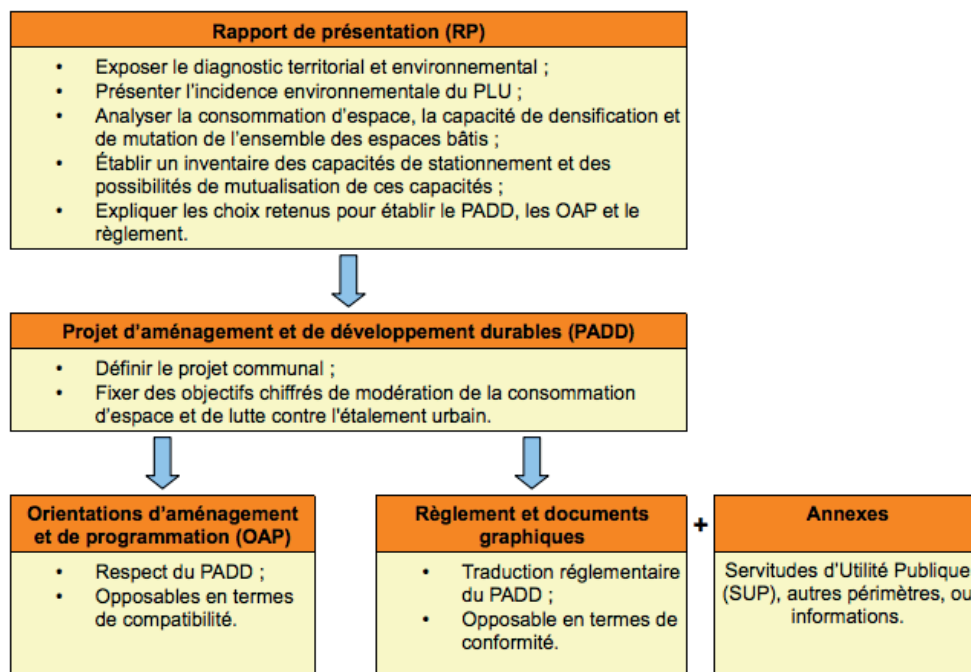 Rapport de présentation (RP)
• Exposer le diagnostic territorial et environnemental ;
• Présenter l'incidence environnementale du PLU ;
• Analyser la consommation d'espace, la capacité de densification et
de mutation de l'ensemble des espaces bâtis ;
• Établir un inventaire des capacités de stationnement et des
possibilités de mutualisation de ces capacités ;
• Expliquer les choix retenus pour établir le PADD, les OAP et le
règlement.
Projet d'aménagement et de développement durables (PADD)
• Définir le projet communal ;
• Fixer des objectifs chiffrés de modération de la consommation
d'espace et de lutte contre l'étalement urbain.
Orientations d'aménagement
et de programmation (OAP)
• Respect du PADD ;
• Opposables en termes
de compatibilité.
Règlement et documents
graphiques
• Traduction réglementaire
du PADD ;
• Opposable en termes de
conformité.
+
Annexes
Servitudes d'Utilité Publique
(SUP), autres périmètres, ou
informations.